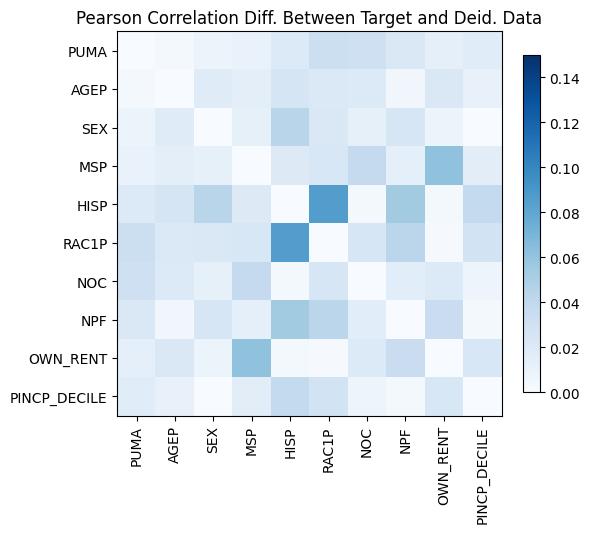 Pearson Correlation Diff. Between Target and Deid. Data
PUMA
AGEP
SEX
MSP
HISP
RAC1P
NOC
NPF
OWN_RENT
PINCP_DECILE
PUMA
AGEP
SEX
MSP
HISP
RAC1P
NOC
NPF
OWN_RENT
PINCP_DECILE
0.14
0.12
0.10
0.08
0.06
0.04
0.02
0.00